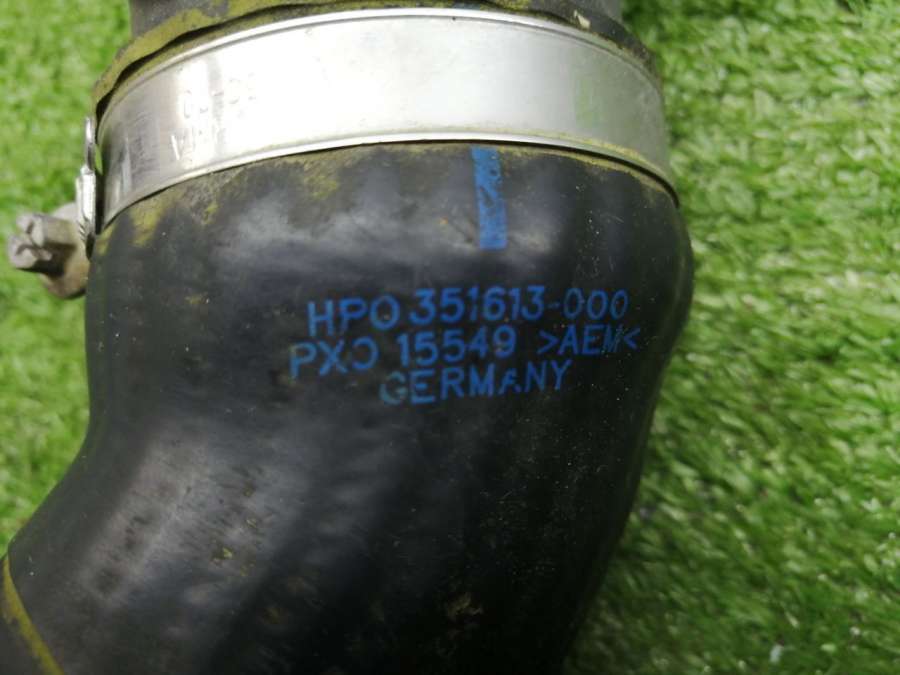 HPO 351613-000
PXO 15549 >AEM<
GERMANY